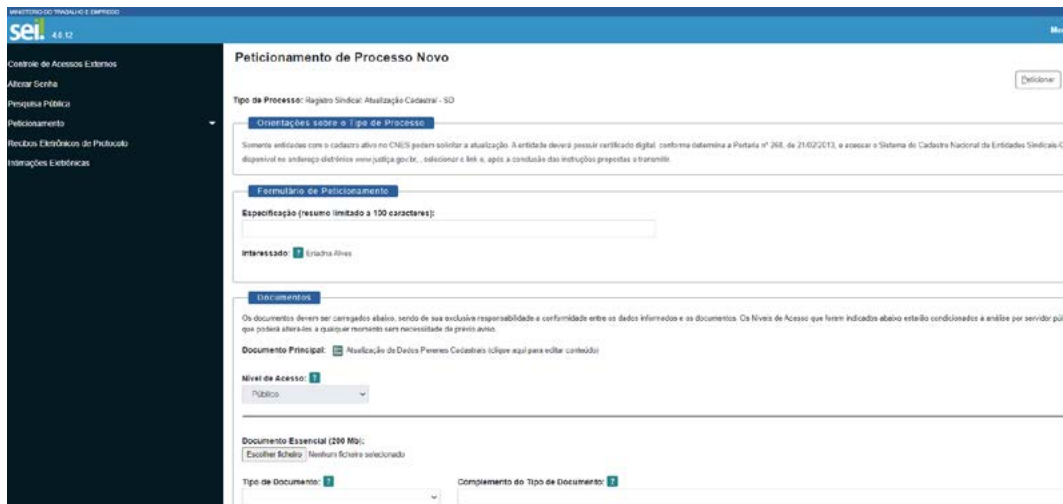 MINISTÉRIO DO TRABALHO E EMPREGO
sei! 4.0.12
Controle de Acessos Externos
Alterar Senha
Pesquisa Pública
Peticionamento
Recibos Eletrônicos de Protocolo
Intimações Eletrônicas
Peticionamento de Processo Novo
Peticionar
Tipo de Processo: Registro Sindical: Atualização Cadastral - SD
Orientações sobre o Tipo de Processo
Somente entidades com o cadastro ativo no CNES podem solicitar a atualização. A entidade deverá possuir certificado digital, conforme determina a Portaria nº 268, de 21/02/2013, e acessar o Sistema do Cadastro Nacional de Entidades Sindicais-
disponível no endereço eletrônico www.justiça.gov.br, , selecionar o link e, após a conclusão das instruções propostas e transmitir.
Formulário de Peticionamento
Especificação (resumo limitado a 100 caracteres):
Interessado: ? Eriadna Alves
Documentos
Os documentos devem ser carregados abaixo, sendo de sua exclusiva responsabilidade a conformidade entre os dados informados e os documentos. Os Níveis de Acesso que forem indicados abaixo estarão condicionados à análise por servidor púb
que poderá alterá-los a qualquer momento sem necessidade de prévio aviso.
Documento Principal: Atualização de Dados Perenes Cadastrais (clique aqui para editar conteúdo)
Nível de Acesso: ?
Público
Documento Essencial (200 Mb):
Escolher ficheiro Nenhum ficheiro selecionado
Tipo de Documento: ? Complemento do Tipo de Documento: ?